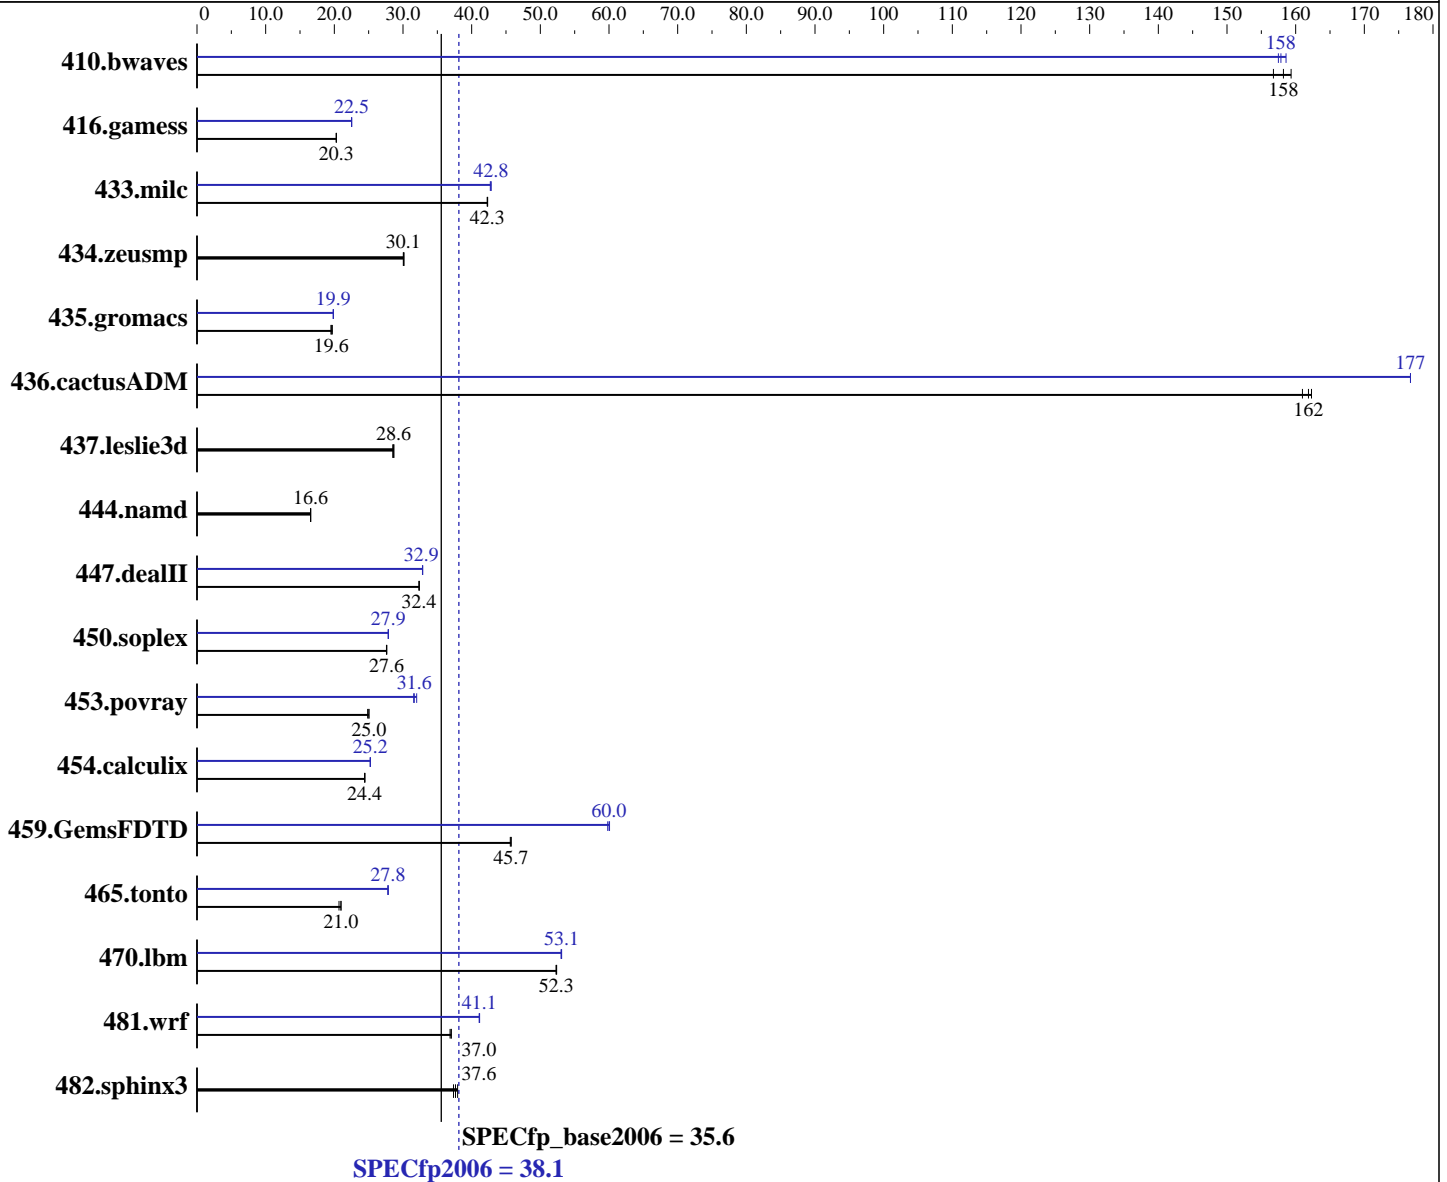 0 10.0 20.0 30.0 40.0 50.0 60.0 70.0 80.0 90.0 100 110 120 130 140 150 160 170 180
158
410.bwaves
158
22.5
416.gamess
20.3
42.8
433.milc
42.3
30.1
434.zeusmp
19.9
435.gromacs
19.6
177
436.cactusADM
162
28.6
437.leslie3d
16.6
444.namd
32.9
447.dealII
32.4
27.9
450.soplex
27.6
31.6
453.povray
25.0
25.2
454.calculix
24.4
60.0
459.GemsFDTD
45.7
27.8
465.tonto
21.0
53.1
470.lbm
52.3
41.1
481.wrf
37.0
37.6
482.sphinx3
SPECfp_base2006 = 35.6
SPECfp2006 = 38.1